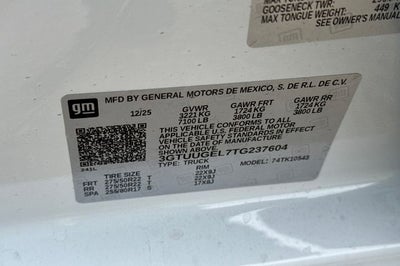 GOOSENECK TWR:
MAX TONGUE WEIGHT: 449 K
SEE OWNER'S MANUAL
gm
MFD BY GENERAL MOTORS DE MEXICO, S. DE R.L. DE C.V.
12/25 GVWR GAWR FRT GAWR RR
3221 KG 1724 KG 1724 KG
7100 LB 3800 LB 3800 LB
THIS VEHICLE CONFORMS TO ALL
APPLICABLE U.S. FEDERAL MOTOR
VEHICLE SAFETY STANDARDS IN
EFFECT ON THE DATE OF MANUFACTURE
SHOWN ABOVE.
3GTUUGEL7TG237604
TYPE: TRUCK MODEL: 74TK10543
TIRE SIZE RIM
FRT 275/50R22 T 22X9J
RR 275/50R22 T 22X9J
SPA 255/80R17 S 17X8J